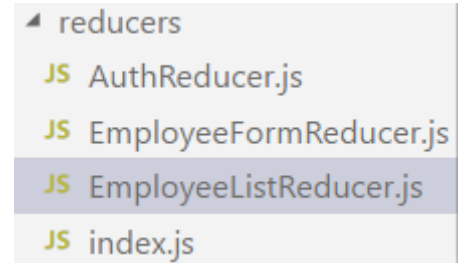 reducers
JS AuthReducer.js
JS EmployeeFormReducer.js
JS EmployeeListReducer.js
JS index.js